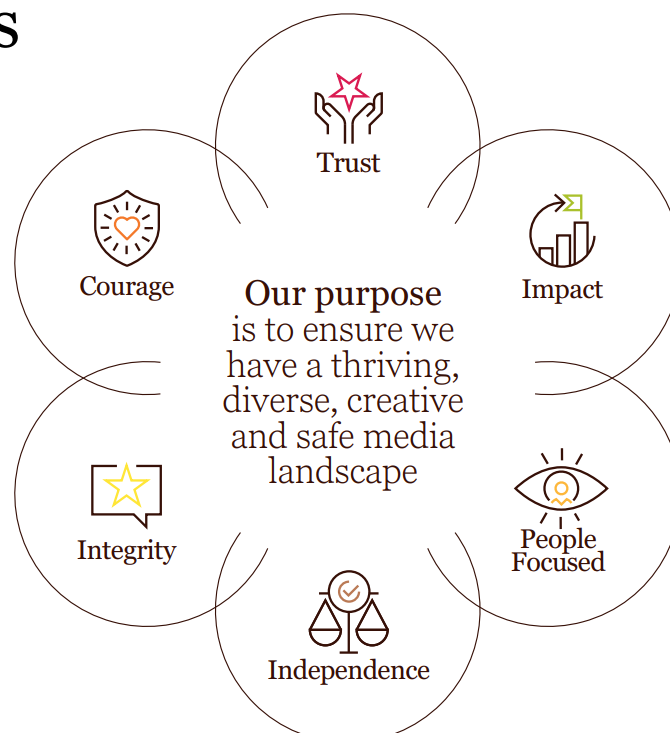 s
Trust
Courage
Impact
Our purpose
is to ensure we
have a thriving,
diverse, creative
and safe media
landscape
Integrity
People
Focused
Independence